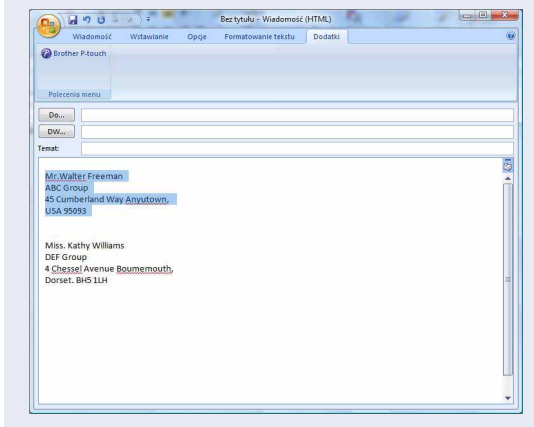 Bez tytułu - Wiadomość (HTML)
Wiadomość Wstawianie Opcje Formatowanie tekstu Dodatki
Brother P-touch
Polecenia menu
Do...
DW...
Temat:
Mr.Walter Freeman
ABC Group
45 Cumberland Way Anyutown,
USA 95093
Miss. Kathy Williams
DEF Group
4 Chessel Avenue Boumemouth,
Dorset. BH5 1LH